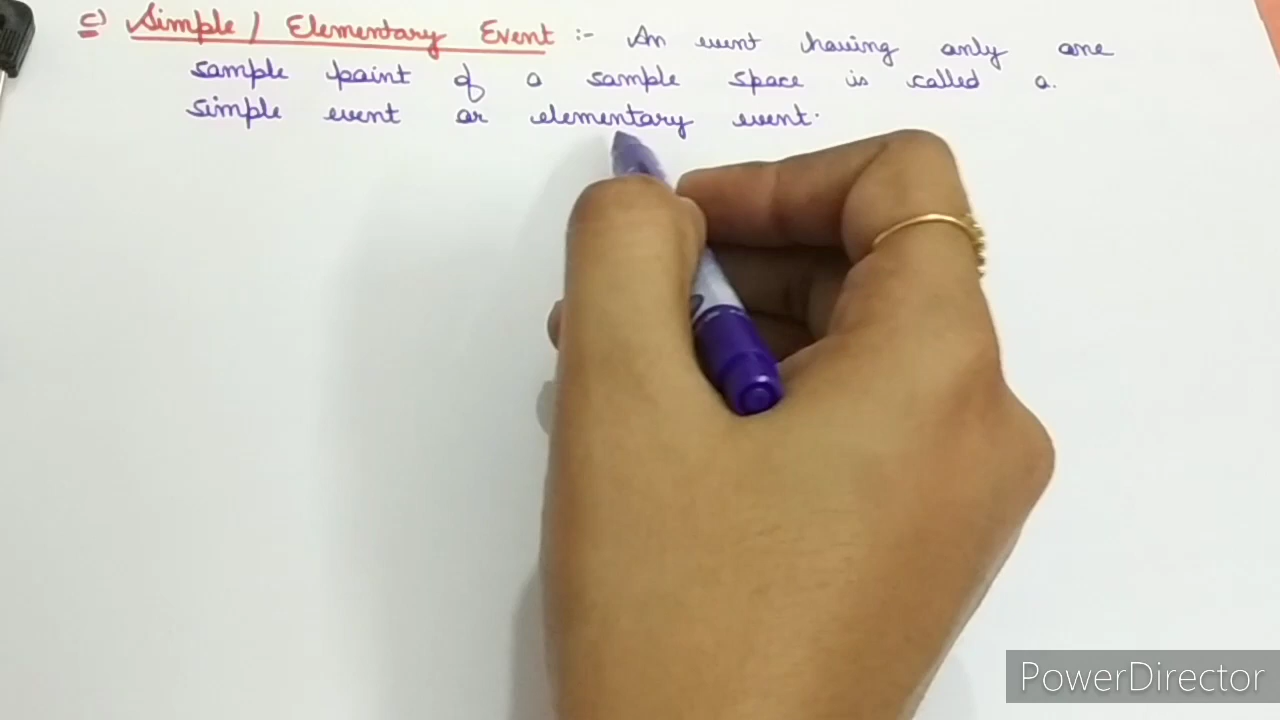 c) Simple / Elementary Event :- An event having only one
sample point of a sample space is called a
simple event or elementary event.
PowerDirector